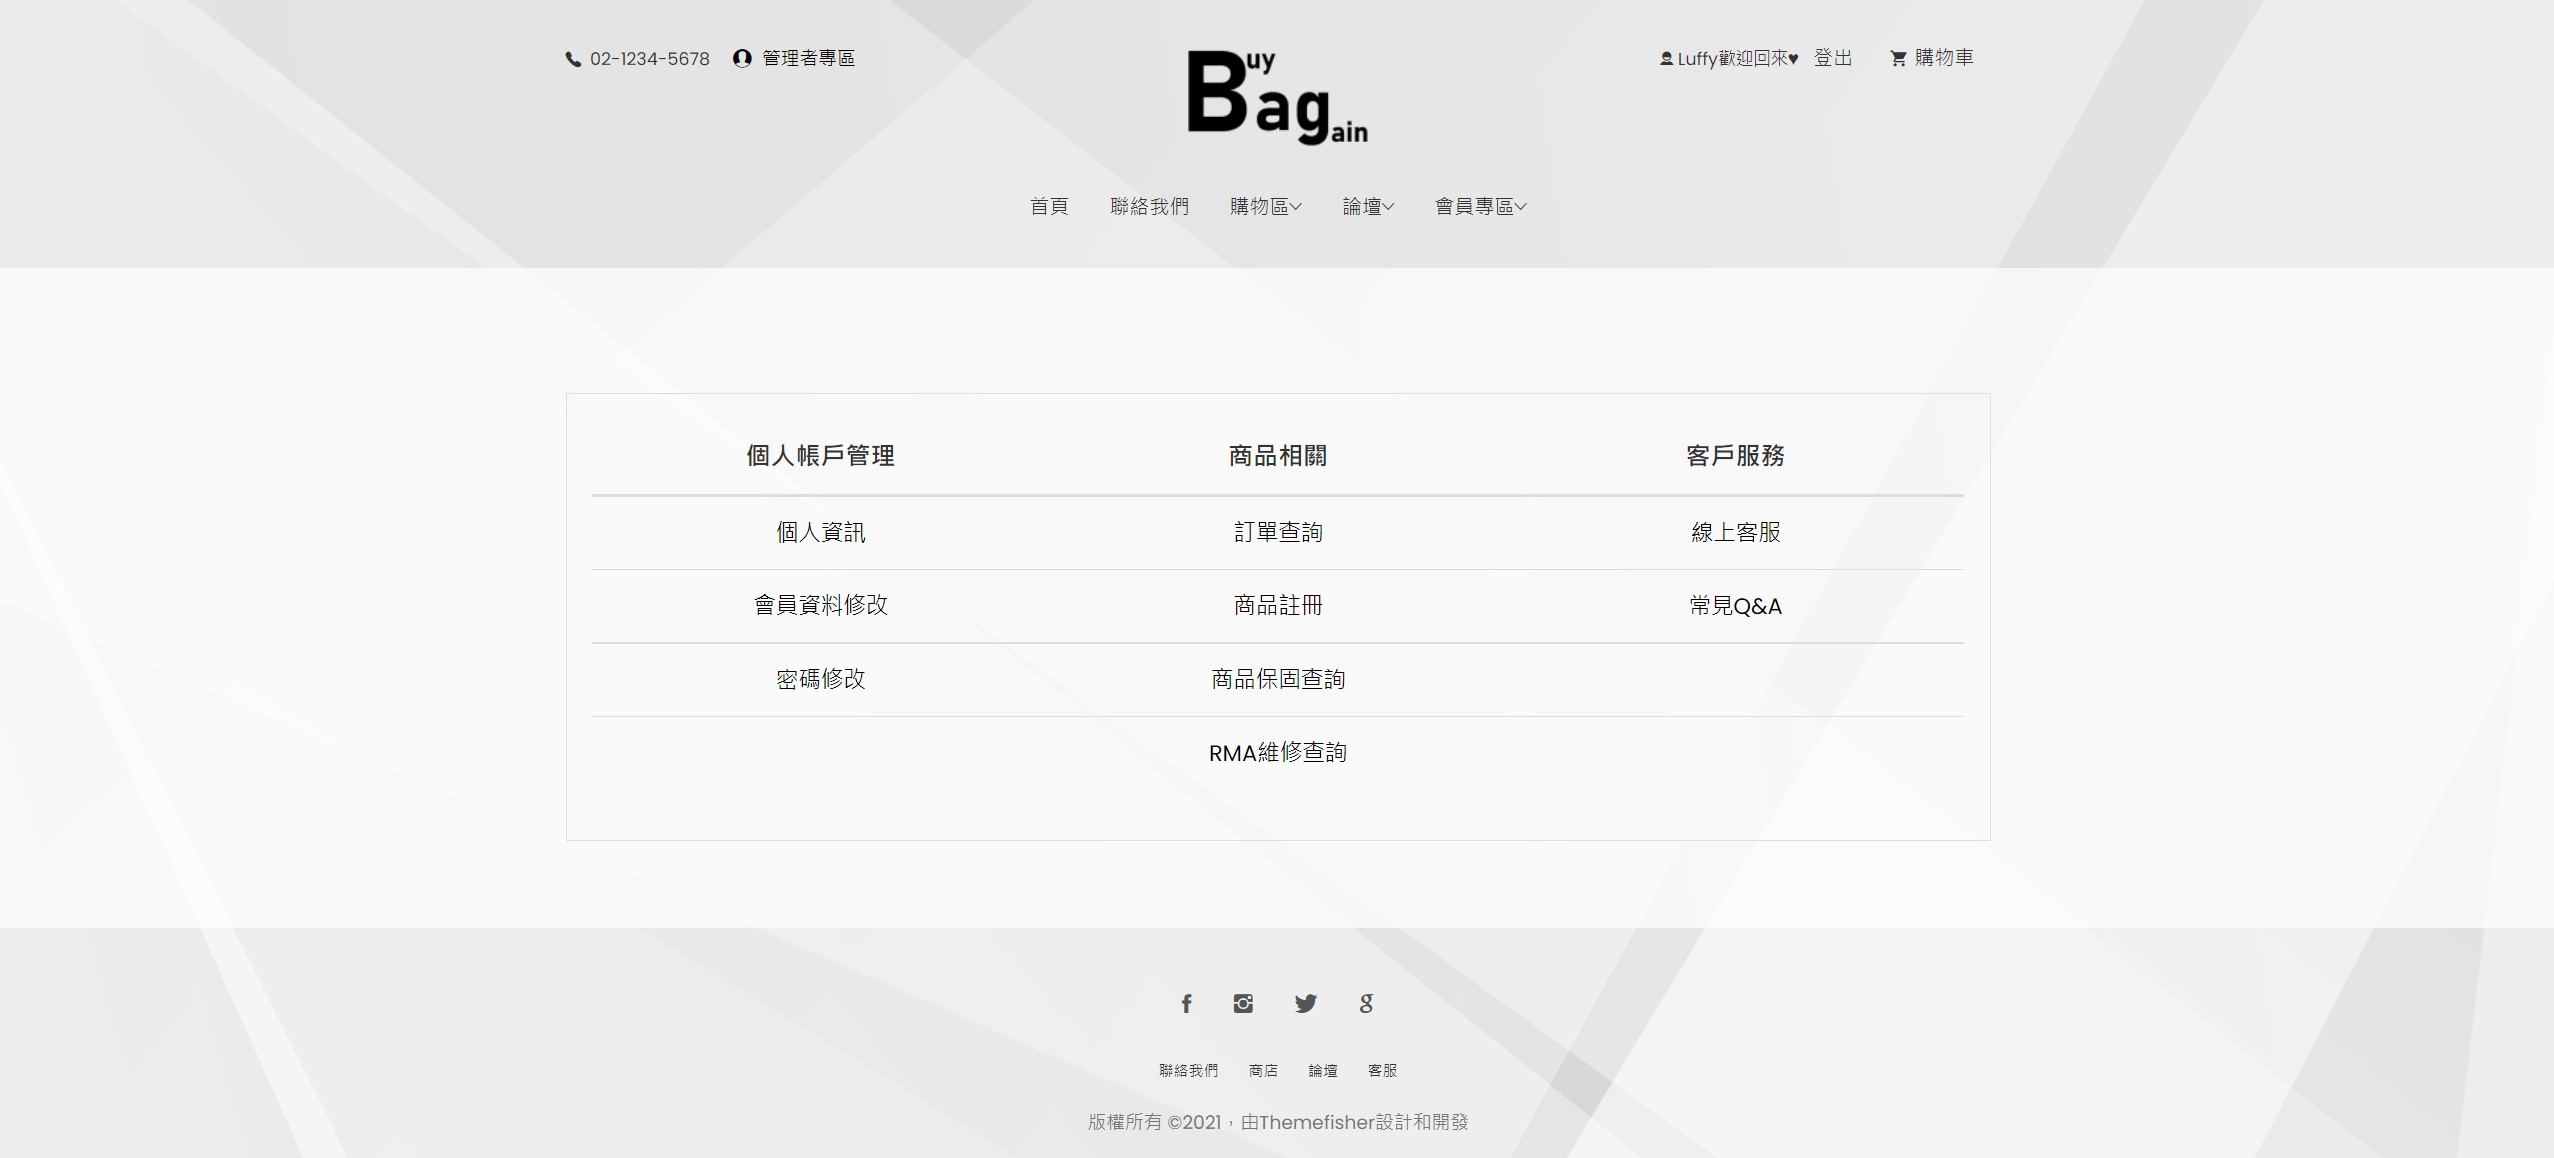 02-1234-5678 管理者專區
Buy Bagain
Luffy歡迎回來♥ 登出 購物車
首頁 聯絡我們 購物區 論壇 會員專區
個人帳戶管理 商品相關 客戶服務
個人資訊 訂單查詢 線上客服
會員資料修改 商品註冊 常見Q&A
密碼修改 商品保固查詢
RMA維修查詢
聯絡我們 商店 論壇 客服
版權所有 ©2021，由Themefisher設計和開發